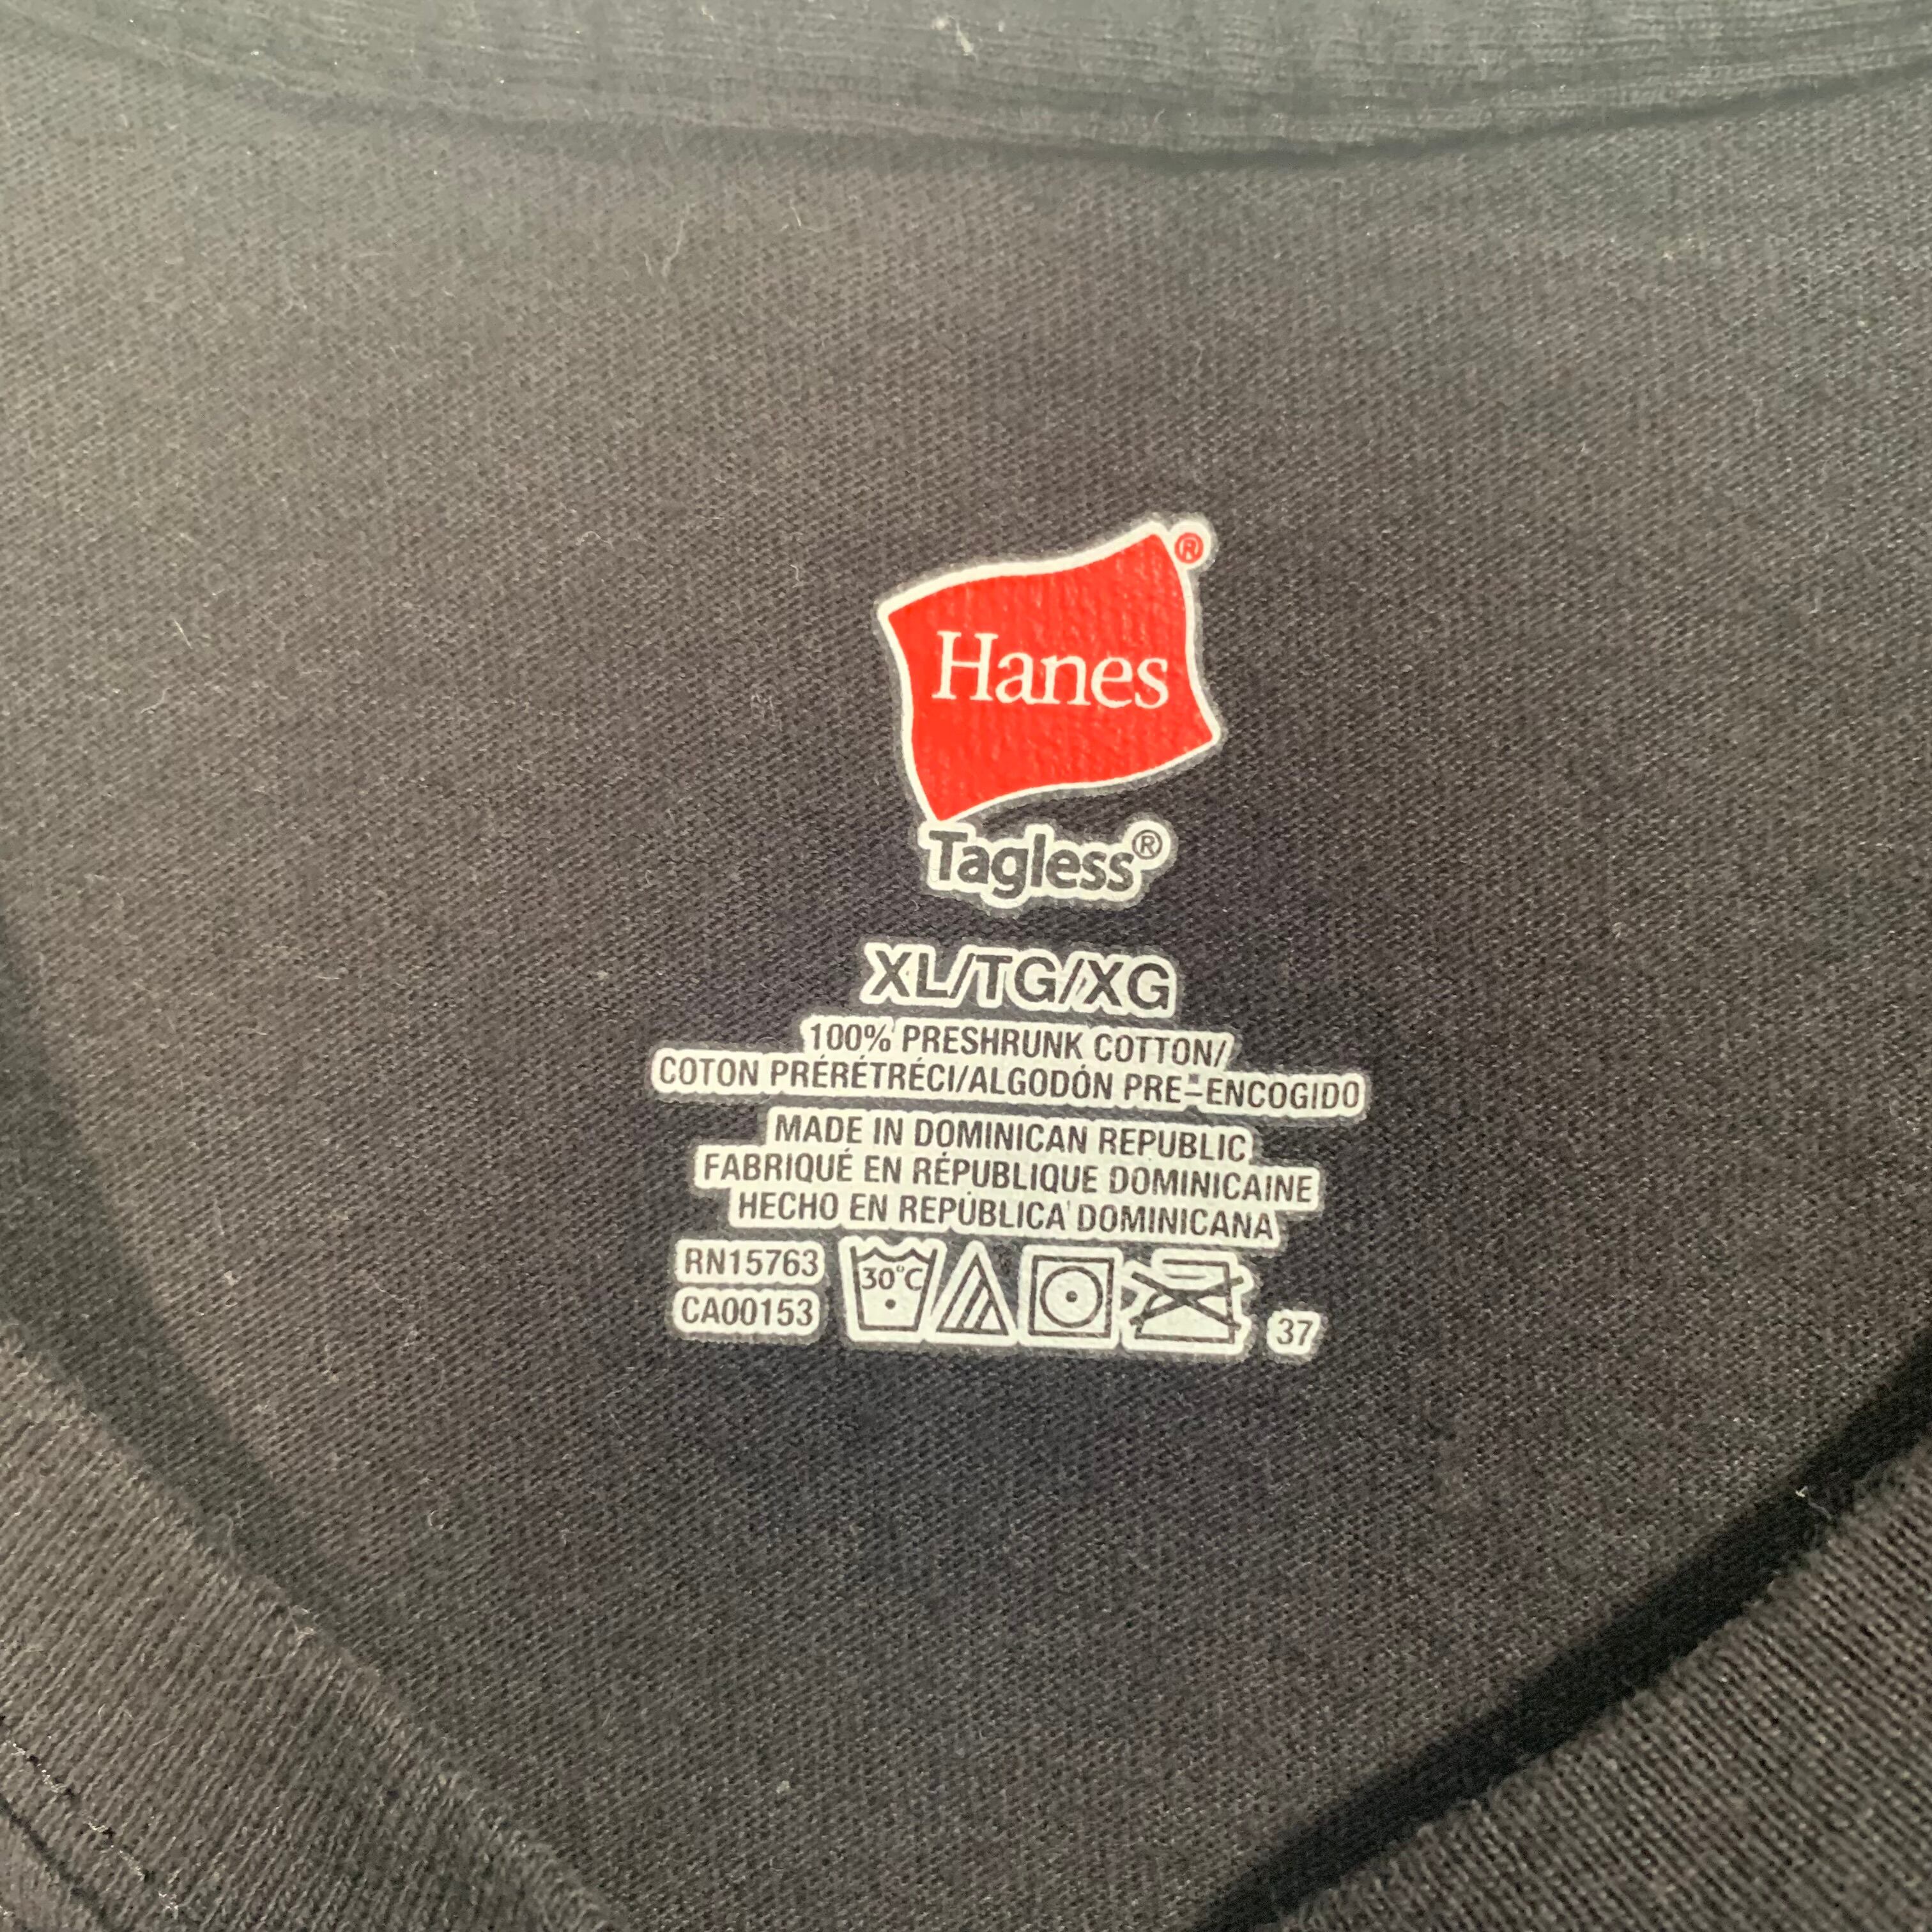 Hanes®
Tagless®
XL/TG/XG
100% PRESHRUNK COTTON/
COTON PRÉRÉTRÉCI/ALGODÓN PRE-ENCOGIDO
MADE IN DOMINICAN REPUBLIC
FABRIQUÉ EN RÉPUBLIQUE DOMINICAINE
HECHO EN REPÚBLICA DOMINICANA
RN15763
CA00153
30°C
37